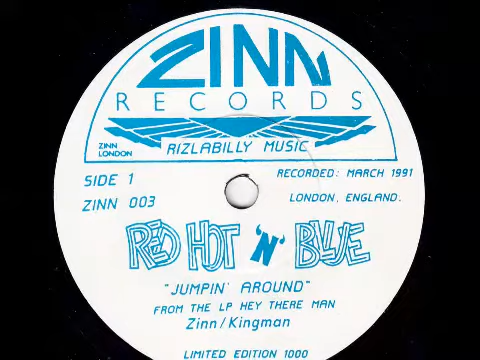 ZINN
RECORDS
ZINN
LONDON
RIZLABILLY MUSIC
SIDE 1
RECORDED: MARCH 1991
ZINN 003
LONDON, ENGLAND.
RED HOT 'N' BLUE
"JUMPIN' AROUND"
FROM THE LP HEY THERE MAN
Zinn/Kingman
LIMITED EDITION 1000